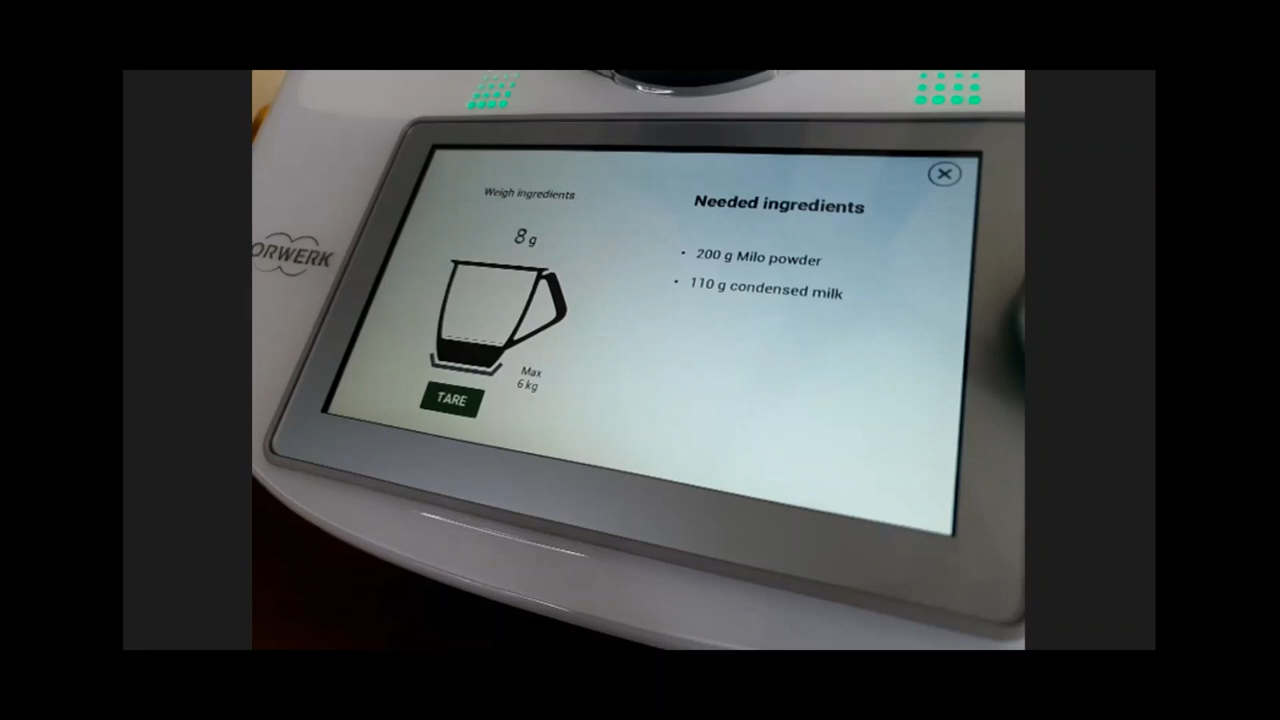 ORWERK
Weigh ingredients
8 g
Max
6 kg
TARE
Needed ingredients
• 200 g Milo powder
• 110 g condensed milk